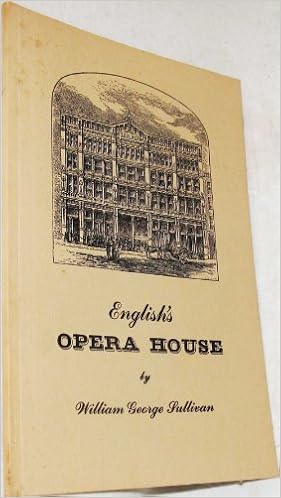 English's
OPERA HOUSE
by
William George Sullivan